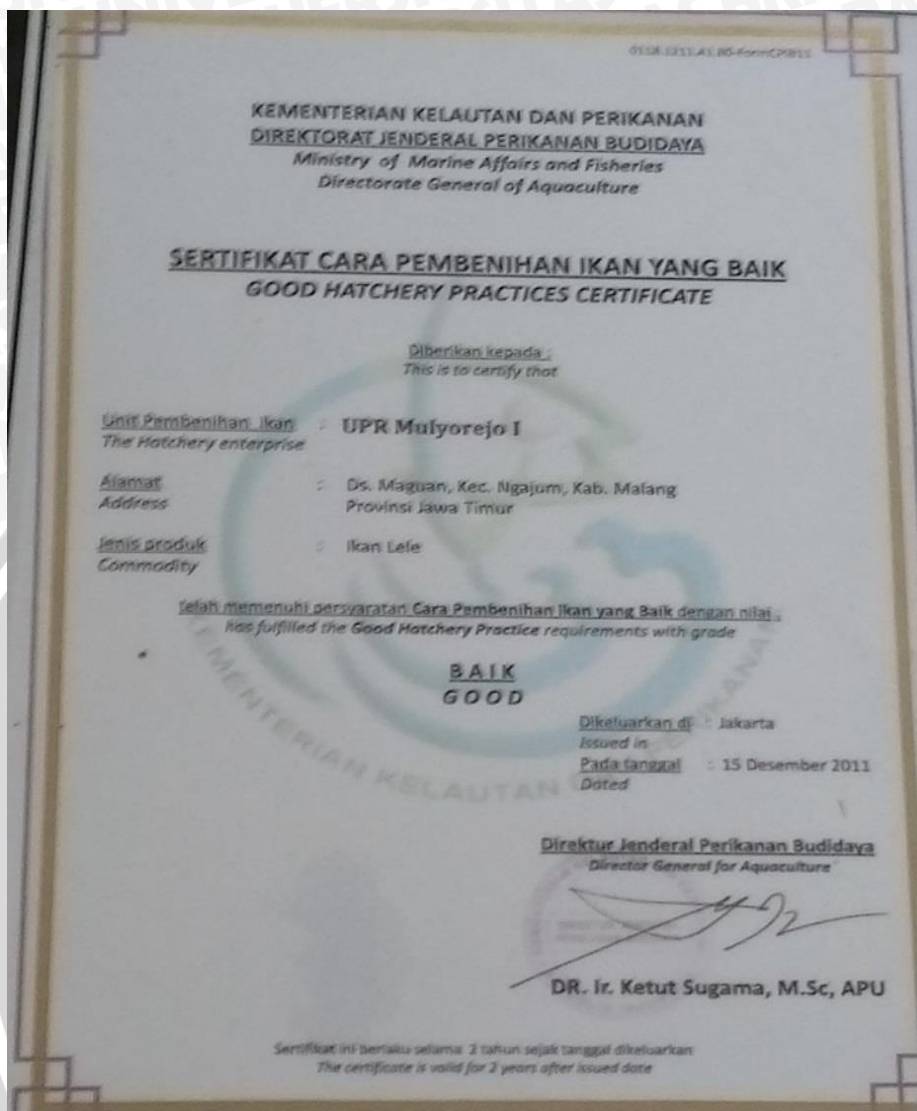 KEMENTERIAN KELAUTAN DAN PERIKANAN
DIREKTORAT JENDERAL PERIKANAN BUDIDAYA
Ministry of Marine Affairs and Fisheries
Directorate General of Aquaculture
SERTIFIKAT CARA PEMBENIHAN IKAN YANG BAIK
GOOD HATCHERY PRACTICES CERTIFICATE
Diberikan kepada :
This is to certify that
Unit Pembenihan Ikan : UPR Mulyorejo I
The Hatchery enterprise
Alamat : Ds. Maguan, Kec. Ngajum, Kab. Malang
Address Provinsi Jawa Timur
Jenis produk : Ikan Lele
Commodity
telah memenuhi persyaratan Cara Pembenihan Ikan yang Baik dengan nilai :
has fulfilled the Good Hatchery Practice requirements with grade
BAIK
GOOD
Dikeluarkan di : Jakarta
Issued in
Pada tanggal : 15 Desember 2011
Dated
KEMENTERIAN KELAUTAN
Direktur Jenderal Perikanan Budidaya
Director General for Aquaculture
DR. Ir. Ketut Sugama, M.Sc, APU
Sertifikat ini berlaku selama 2 tahun sejak tanggal dikeluarkan
The certificate is valid for 2 years after issued date